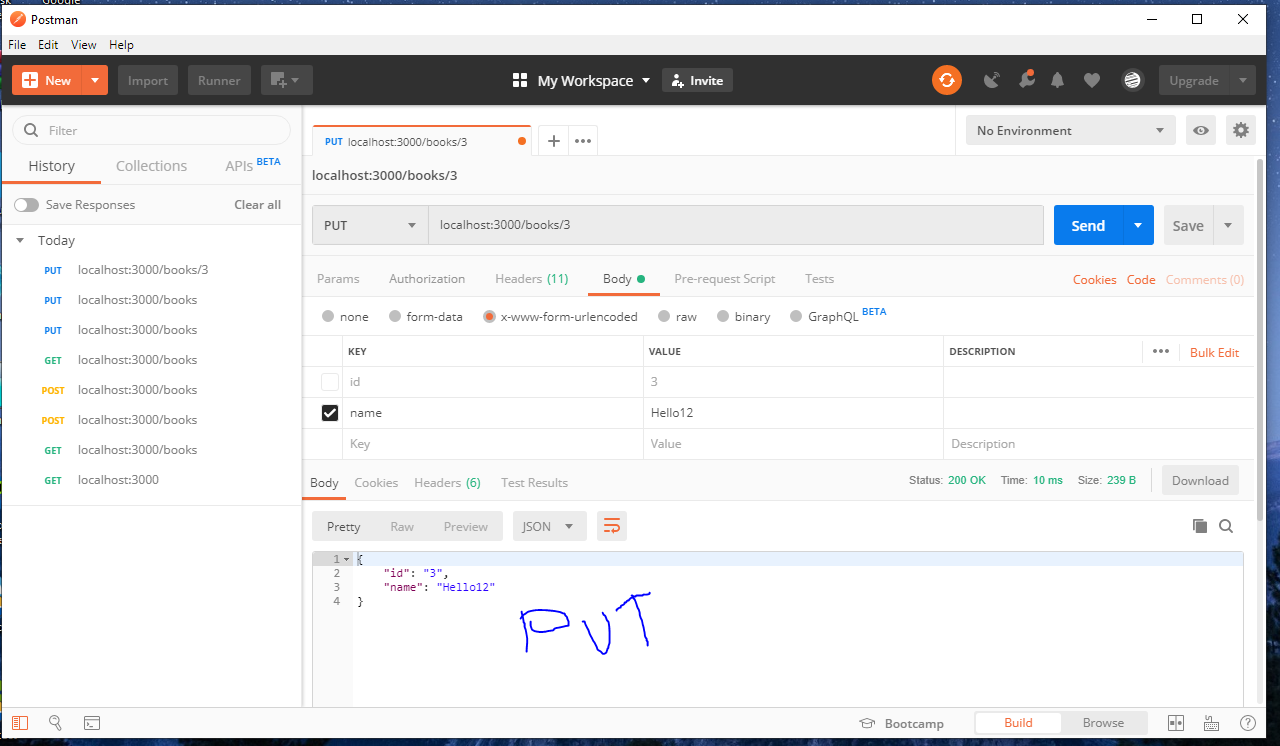 Google
Postman
File Edit View Help
New Import Runner My Workspace Invite Upgrade
Filter
History Collections APIs BETA
Save Responses Clear all
Today
PUT localhost:3000/books/3
PUT localhost:3000/books
PUT localhost:3000/books
GET localhost:3000/books
POST localhost:3000/books
POST localhost:3000/books
GET localhost:3000/books
GET localhost:3000
PUT localhost:3000/books/3 No Environment
localhost:3000/books/3
PUT localhost:3000/books/3 Send Save
Params Authorization Headers (11) Body Pre-request Script Tests Cookies Code Comments (0)
none form-data x-www-form-urlencoded raw binary GraphQL BETA
KEY VALUE DESCRIPTION Bulk Edit
id 3
name Hello12
Key Value Description
Body Cookies Headers (6) Test Results Status: 200 OK Time: 10 ms Size: 239 B Download
Pretty Raw Preview JSON
1 {
2 "id": "3",
3 "name": "Hello12"
4 }
PUT
Bootcamp Build Browse